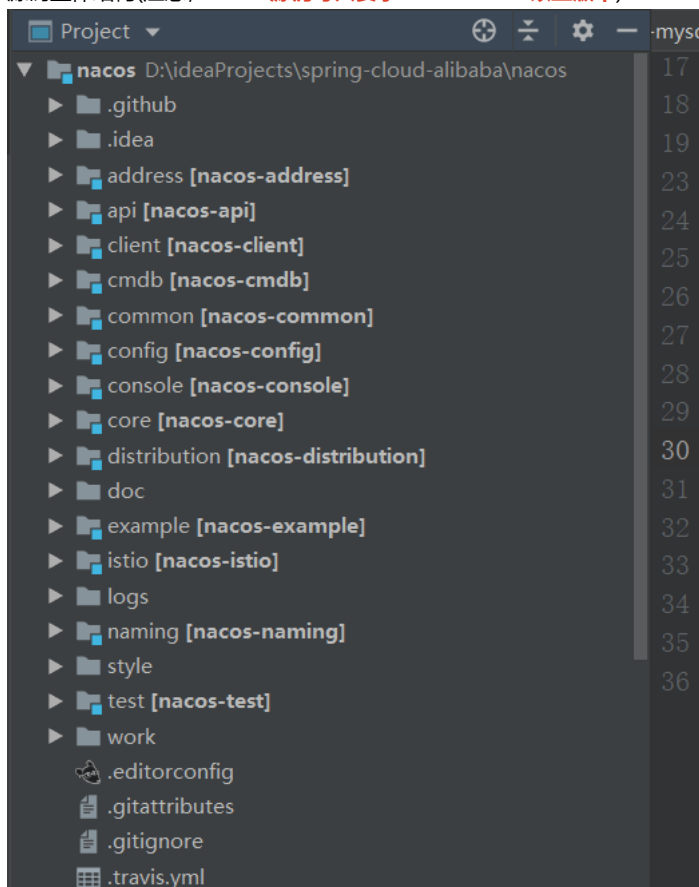 Project
-mysq
nacos D:\ideaProjects\spring-cloud-alibaba\nacos
17
.github
18
.idea
19
address [nacos-address]
23
api [nacos-api]
24
client [nacos-client]
25
cmdb [nacos-cmdb]
26
common [nacos-common]
27
config [nacos-config]
28
console [nacos-console]
29
core [nacos-core]
30
distribution [nacos-distribution]
31
doc
32
example [nacos-example]
33
istio [nacos-istio]
34
logs
35
naming [nacos-naming]
36
style
test [nacos-test]
work
.editorconfig
.gitattributes
.gitignore
.travis.yml